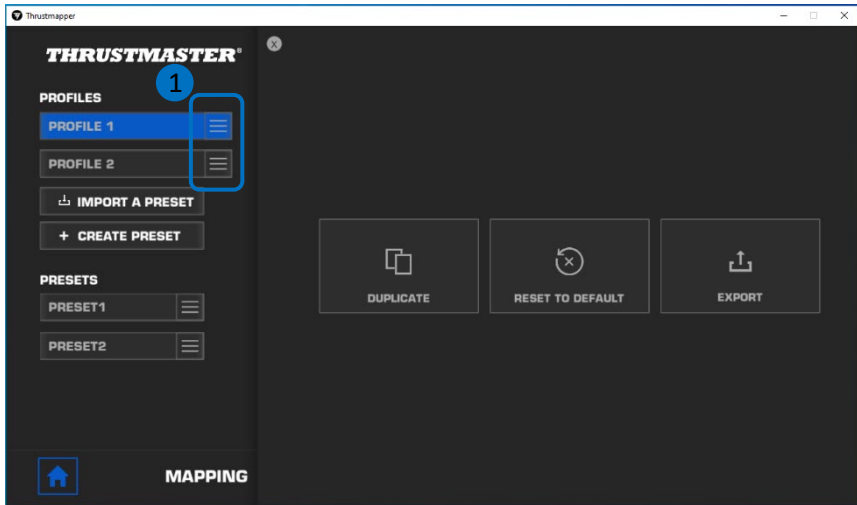 Thrustmapper
THRUSTMASTER®
X
1
PROFILES
PROFILE 1
PROFILE 2
IMPORT A PRESET
+ CREATE PRESET
PRESETS
PRESET1
PRESET2
DUPLICATE
RESET TO DEFAULT
EXPORT
MAPPING